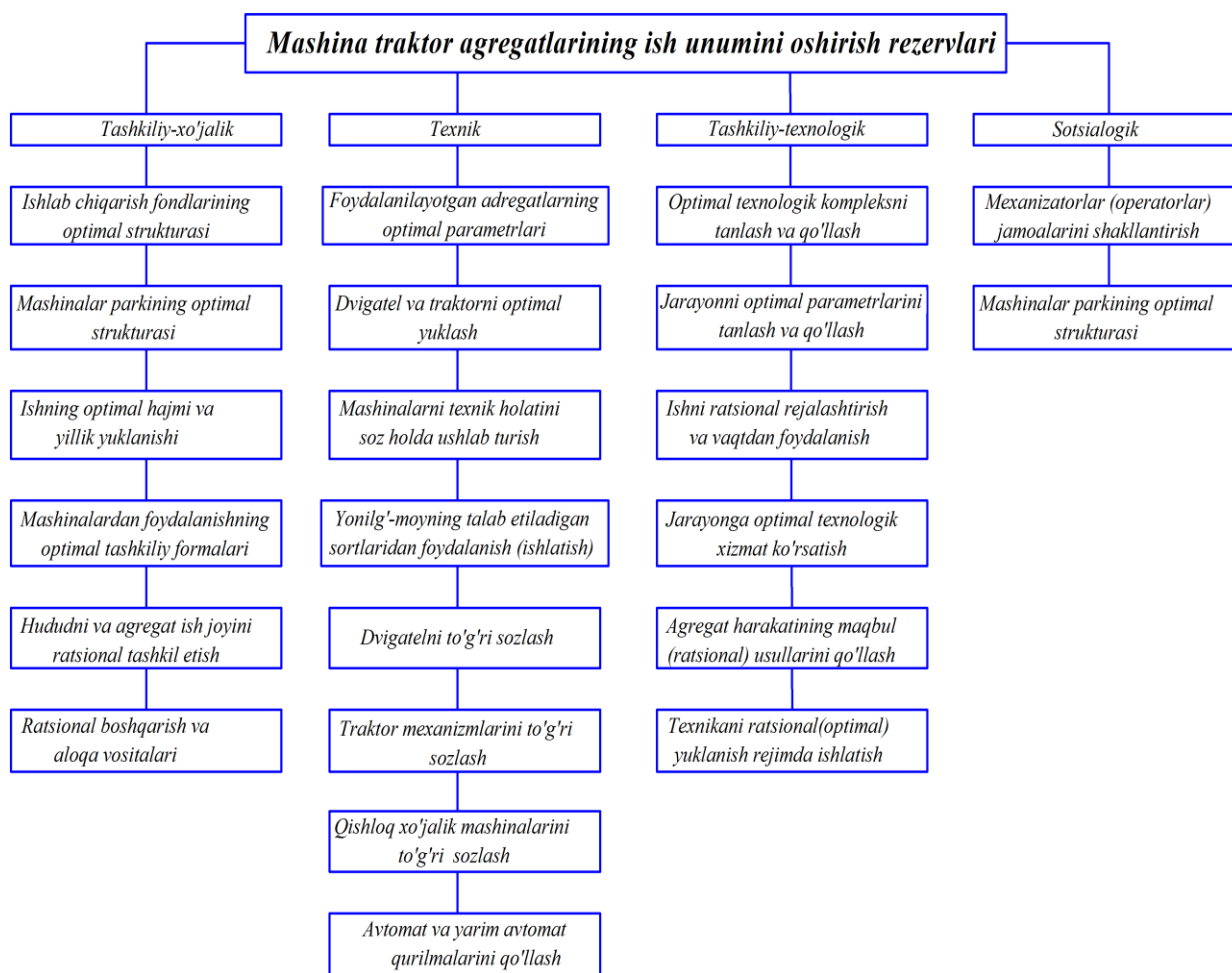 Mashina traktor agregatlarining ish unumini oshirish rezervlari
Tashkiliy-xo'jalik
Ishlab chiqarish fondlarining
optimal strukturasi
Mashinalar parkining optimal
strukturasi
Ishning optimal hajmi va
yillik yuklanishi
Mashinalardan foydalanishning
optimal tashkiliy formalari
Hududni va agregat ish joyini
ratsional tashkil etish
Ratsional boshqarish va
aloqa vositalari
Texnik
Foydalanilayotgan adregatlarning
optimal parametrlari
Dvigatel va traktorni optimal
yuklash
Mashinalarni texnik holatini
soz holda ushlab turish
Yonilg'-moyning talab etiladigan
sortlaridan foydalanish (ishlatish)
Dvigatelni to'g'ri sozlash
Traktor mexanizmlarini to'g'ri
sozlash
Qishloq xo'jalik mashinalarini
to'g'ri sozlash
Avtomat va yarim avtomat
qurilmalarini qo'llash
Tashkiliy-texnologik
Optimal texnologik kompleksni
tanlash va qo'llash
Jarayonni optimal parametrlarini
tanlash va qo'llash
Ishni ratsional rejalashtirish
va vaqtdan foydalanish
Jarayonga optimal texnologik
xizmat ko'rsatish
Agregat harakatining maqbul
(ratsional) usullarini qo'llash
Texnikani ratsional(optimal)
yuklanish rejimda ishlatish
Sotsialogik
Mexanizatorlar (operatorlar)
jamoalarini shakllantirish
Mashinalar parkining optimal
strukturasi